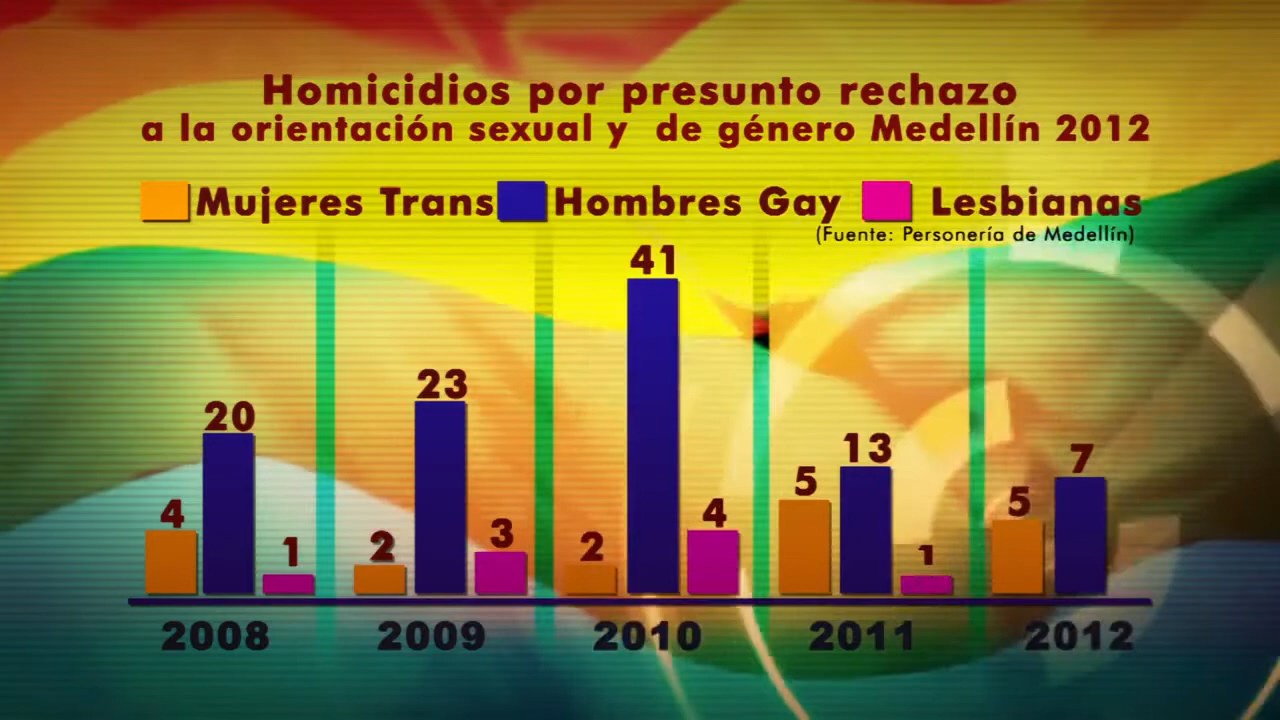 Homicidios por presunto rechazo
a la orientación sexual y de género Medellín 2012
Mujeres Trans Hombres Gay Lesbianas
(Fuente: Personería de Medellín)
41
23
20
13
7
5
5
4
4
3
2
2
1
1
2008 2009 2010 2011 2012